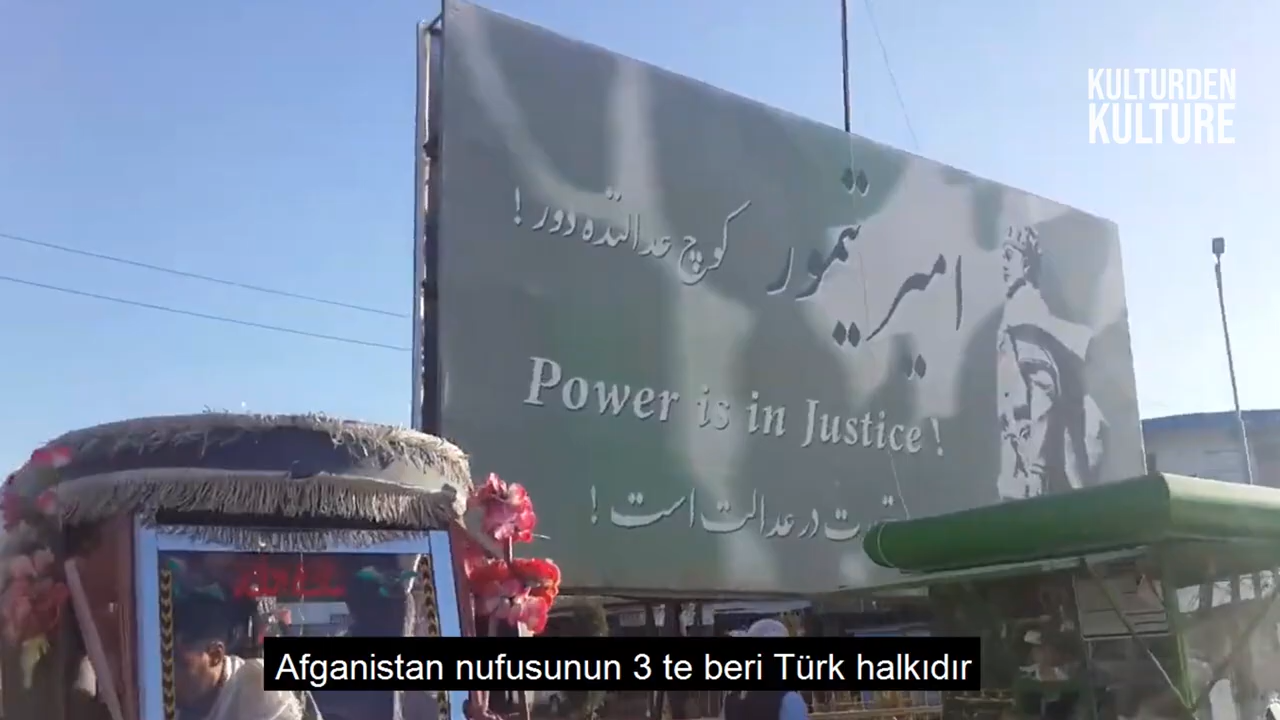 KULTURDEN
KULTURE
امیر تیمور
کوچ عدالتده دور !
Power is in Justice !
قدرت در عدالت است !
Afganistan nufusunun 3 te beri Türk halkıdır